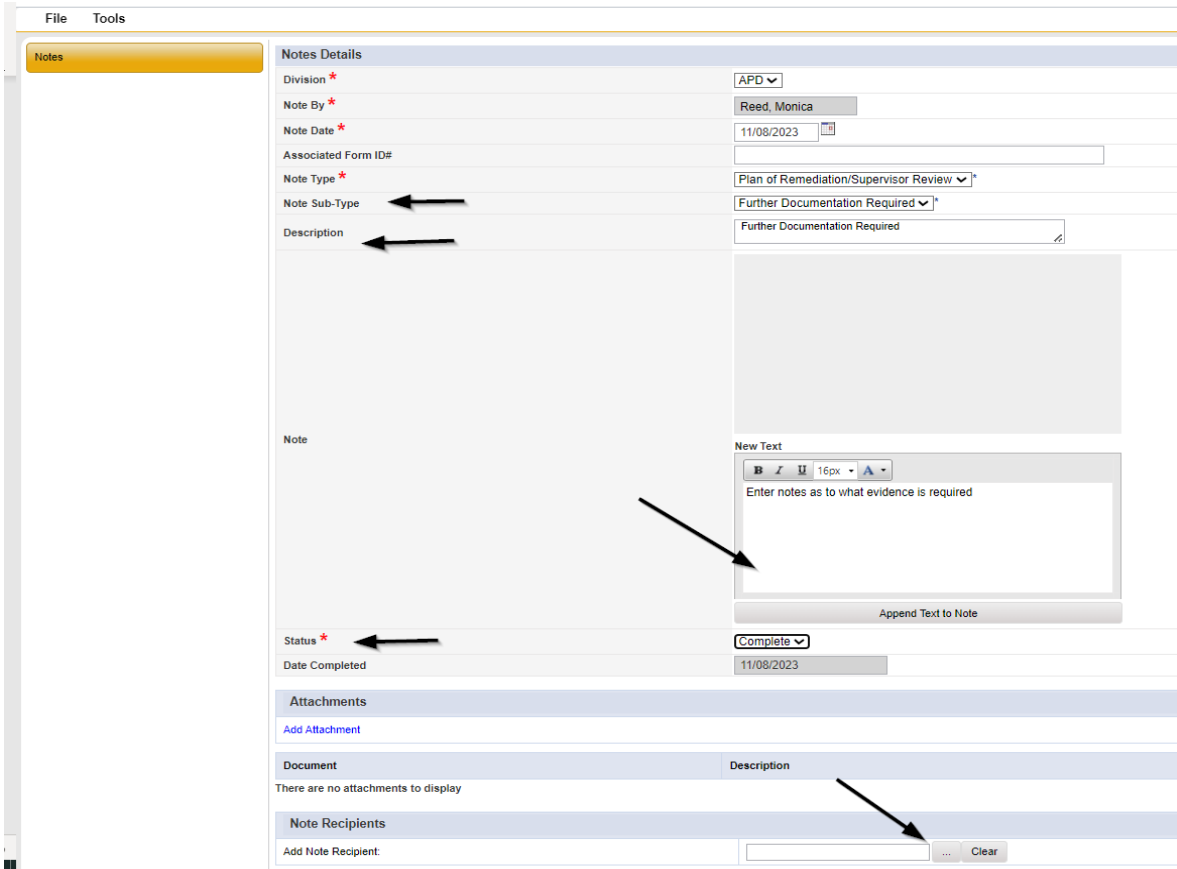 File Tools
Notes
Notes Details
Division * APD
Note By * Reed, Monica
Note Date * 11/08/2023
Associated Form ID#
Note Type * Plan of Remediation/Supervisor Review *
Note Sub-Type Further Documentation Required *
Description Further Documentation Required
Note
New Text
B I U 16px A
Enter notes as to what evidence is required
Append Text to Note
Status * Complete
Date Completed 11/08/2023
Attachments
Add Attachment
Document Description
There are no attachments to display
Note Recipients
Add Note Recipient: ... Clear